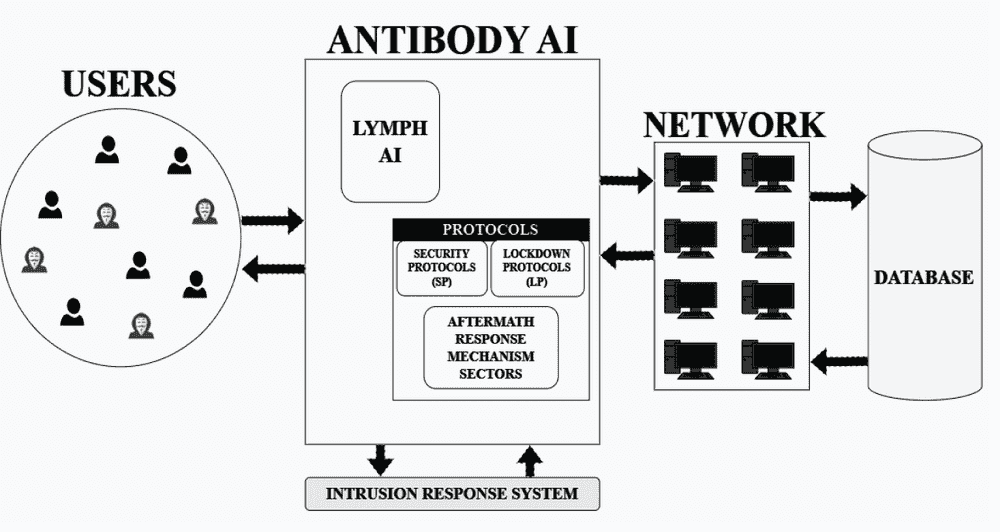 ANTIBODY AI
USERS
LYMPH
AI
NETWORK
PROTOCOLS
SECURITY
PROTOCOLS
(SP)
LOCKDOWN
PROTOCOLS
(LP)
AFTERMATH
RESPONSE
MECHANISM
SECTORS
DATABASE
INTRUSION RESPONSE SYSTEM